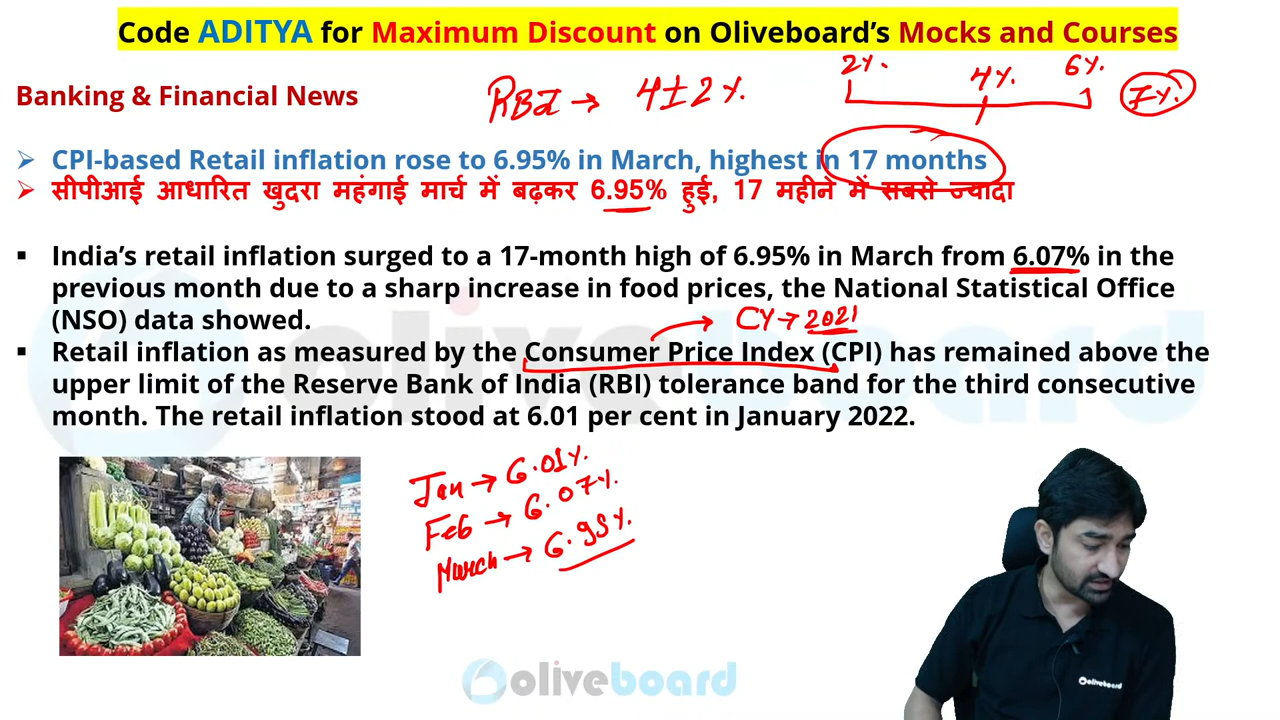 Code ADITYA for Maximum Discount on Oliveboard's Mocks and Courses
Banking & Financial News
RBI → 4±2%.
2%.
4%.
6%.
7%.
CPI-based Retail inflation rose to 6.95% in March, highest in 17 months
सीपीआई आधारित खुदरा महंगाई मार्च में बढ़कर 6.95% हुई, 17 महीने में सबसे ज्यादा
India's retail inflation surged to a 17-month high of 6.95% in March from 6.07% in the
previous month due to a sharp increase in food prices, the National Statistical Office
(NSO) data showed.
CY → 2021
Retail inflation as measured by the Consumer Price Index (CPI) has remained above the
upper limit of the Reserve Bank of India (RBI) tolerance band for the third consecutive
month. The retail inflation stood at 6.01 per cent in January 2022.
Jan → 6.01%.
Feb → 6.07%.
March → 6.95%.
oliveboard
oliveboard
oliveboard